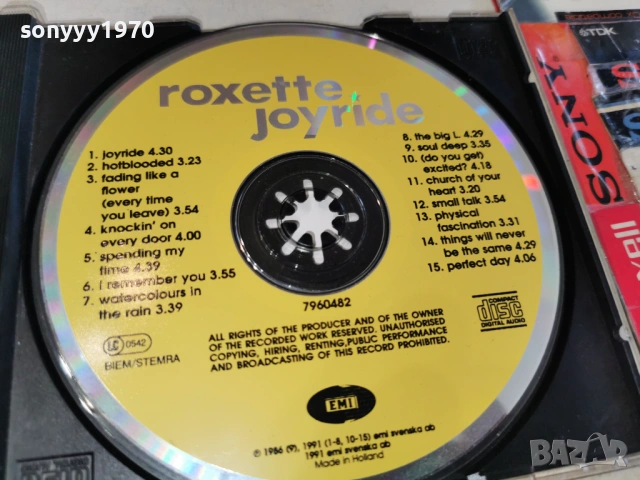 sonyyy1970
roxette
joyride
1. joyride 4.30
2. hotblooded 3.23
3. fading like a
flower
(every time
you leave) 3.54
4. knockin' on
every door 4.00
5. spending my
time 4.39
6. i remember you 3.55
7. watercolours in
the rain 3.39
8. the big L. 4.29
9. soul deep 3.35
10. (do you get)
excited? 4.18
11. church of your
heart 3.20
12. small talk 3.54
13. physical
fascination 3.31
14. things will never
be the same 4.29
15. perfect day 4.06
LC 0542
BIEM/STEMRA
7960482
COMPACT
disc
DIGITAL AUDIO
ALL RIGHTS OF THE PRODUCER AND OF THE OWNER
OF THE RECORDED WORK RESERVED. UNAUTHORISED
COPYING, HIRING, RENTING, PUBLIC PERFORMANCE
AND BROADCASTING OF THIS RECORD PROHIBITED.
EMI
℗ 1986 (9), 1991 (1-8, 10-15) emi svenska ab
© 1991 emi svenska ab
Made in Holland
SONY
TDK
BAZAR